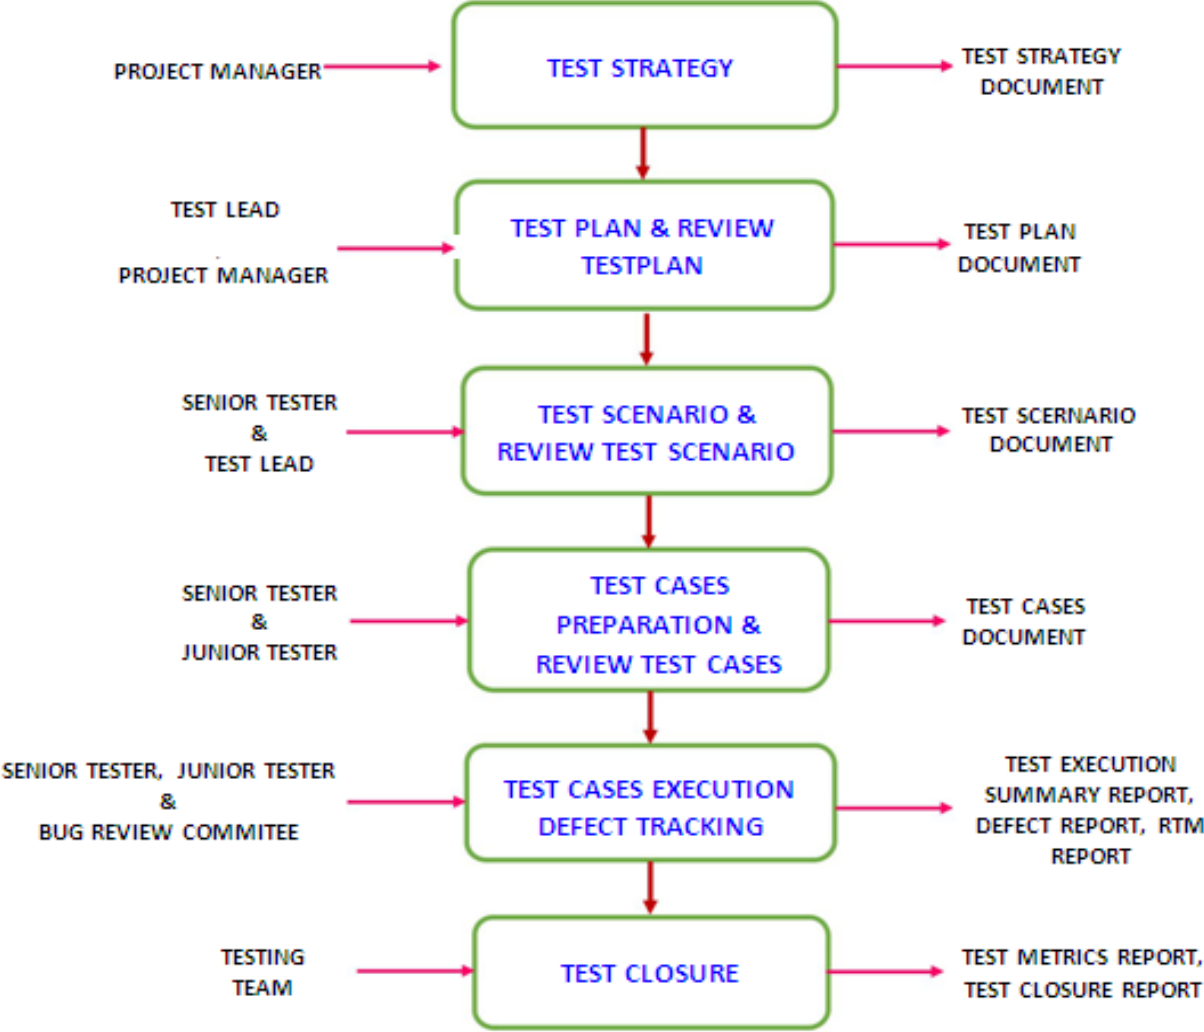 PROJECT MANAGER
TEST STRATEGY
TEST STRATEGY
DOCUMENT
TEST LEAD
PROJECT MANAGER
TEST PLAN & REVIEW
TESTPLAN
TEST PLAN
DOCUMENT
SENIOR TESTER
&
TEST LEAD
TEST SCENARIO &
REVIEW TEST SCENARIO
TEST SCERNARIO
DOCUMENT
SENIOR TESTER
&
JUNIOR TESTER
TEST CASES
PREPARATION &
REVIEW TEST CASES
TEST CASES
DOCUMENT
SENIOR TESTER, JUNIOR TESTER
&
BUG REVIEW COMMITEE
TEST CASES EXECUTION
DEFECT TRACKING
TEST EXECUTION
SUMMARY REPORT,
DEFECT REPORT, RTM
REPORT
TESTING
TEAM
TEST CLOSURE
TEST METRICS REPORT,
TEST CLOSURE REPORT